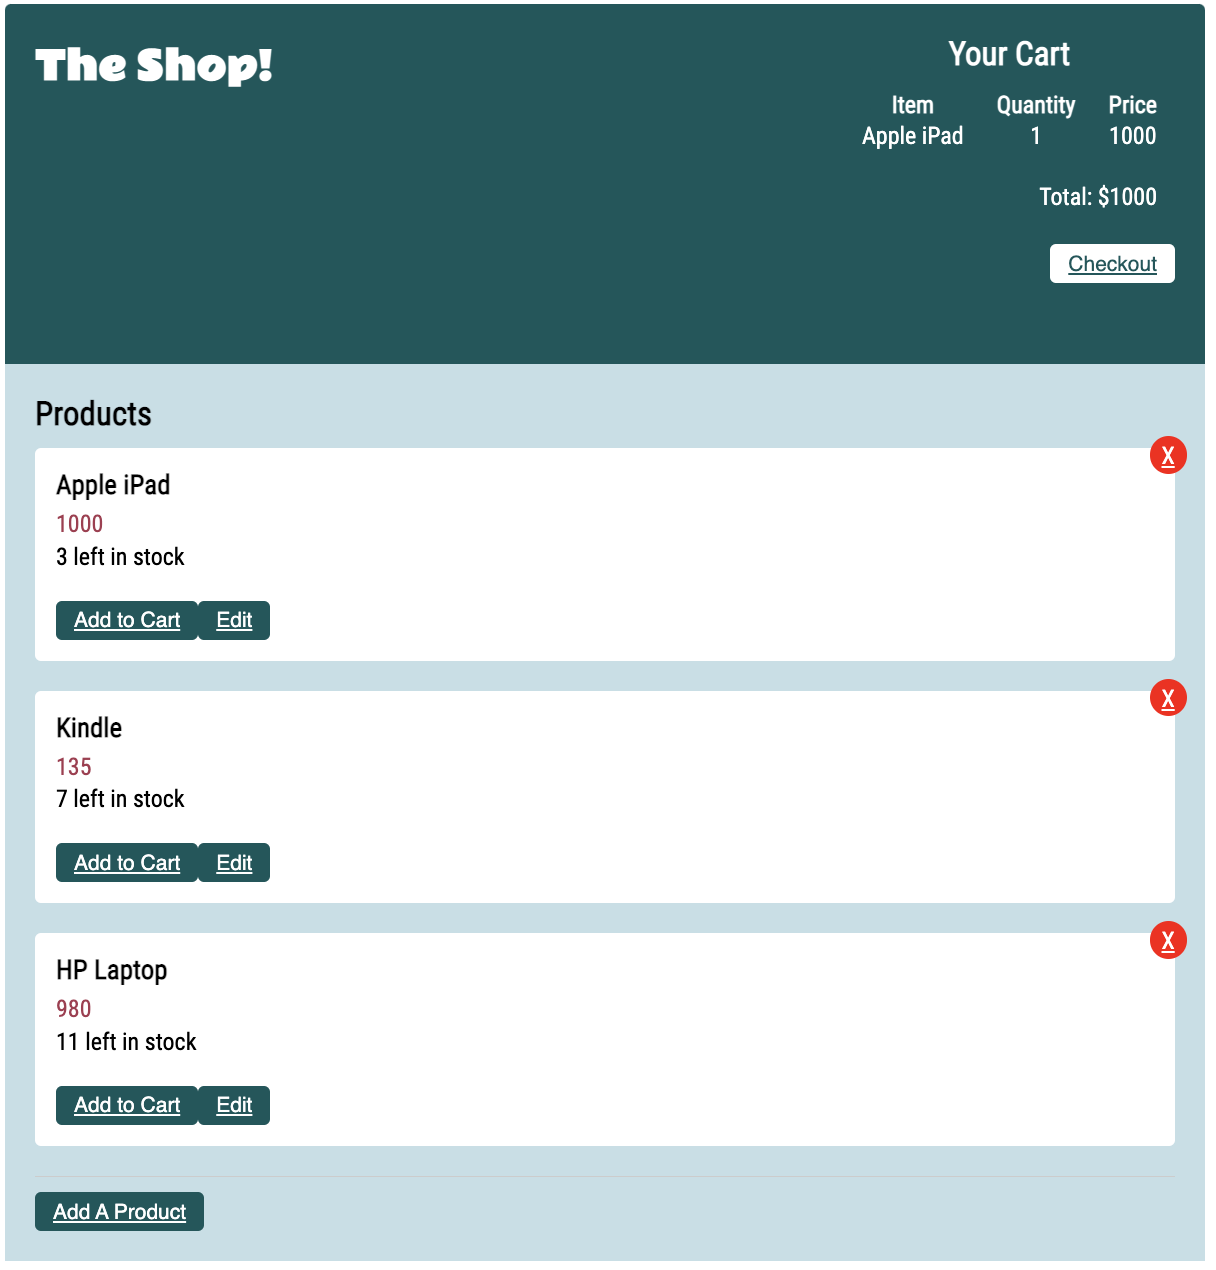 The Shop!
Your Cart
Item Quantity Price
Apple iPad 1 1000
Total: $1000
Checkout
Products
X
Apple iPad
1000
3 left in stock
Add to Cart Edit
X
Kindle
135
7 left in stock
Add to Cart Edit
X
HP Laptop
980
11 left in stock
Add to Cart Edit
Add A Product